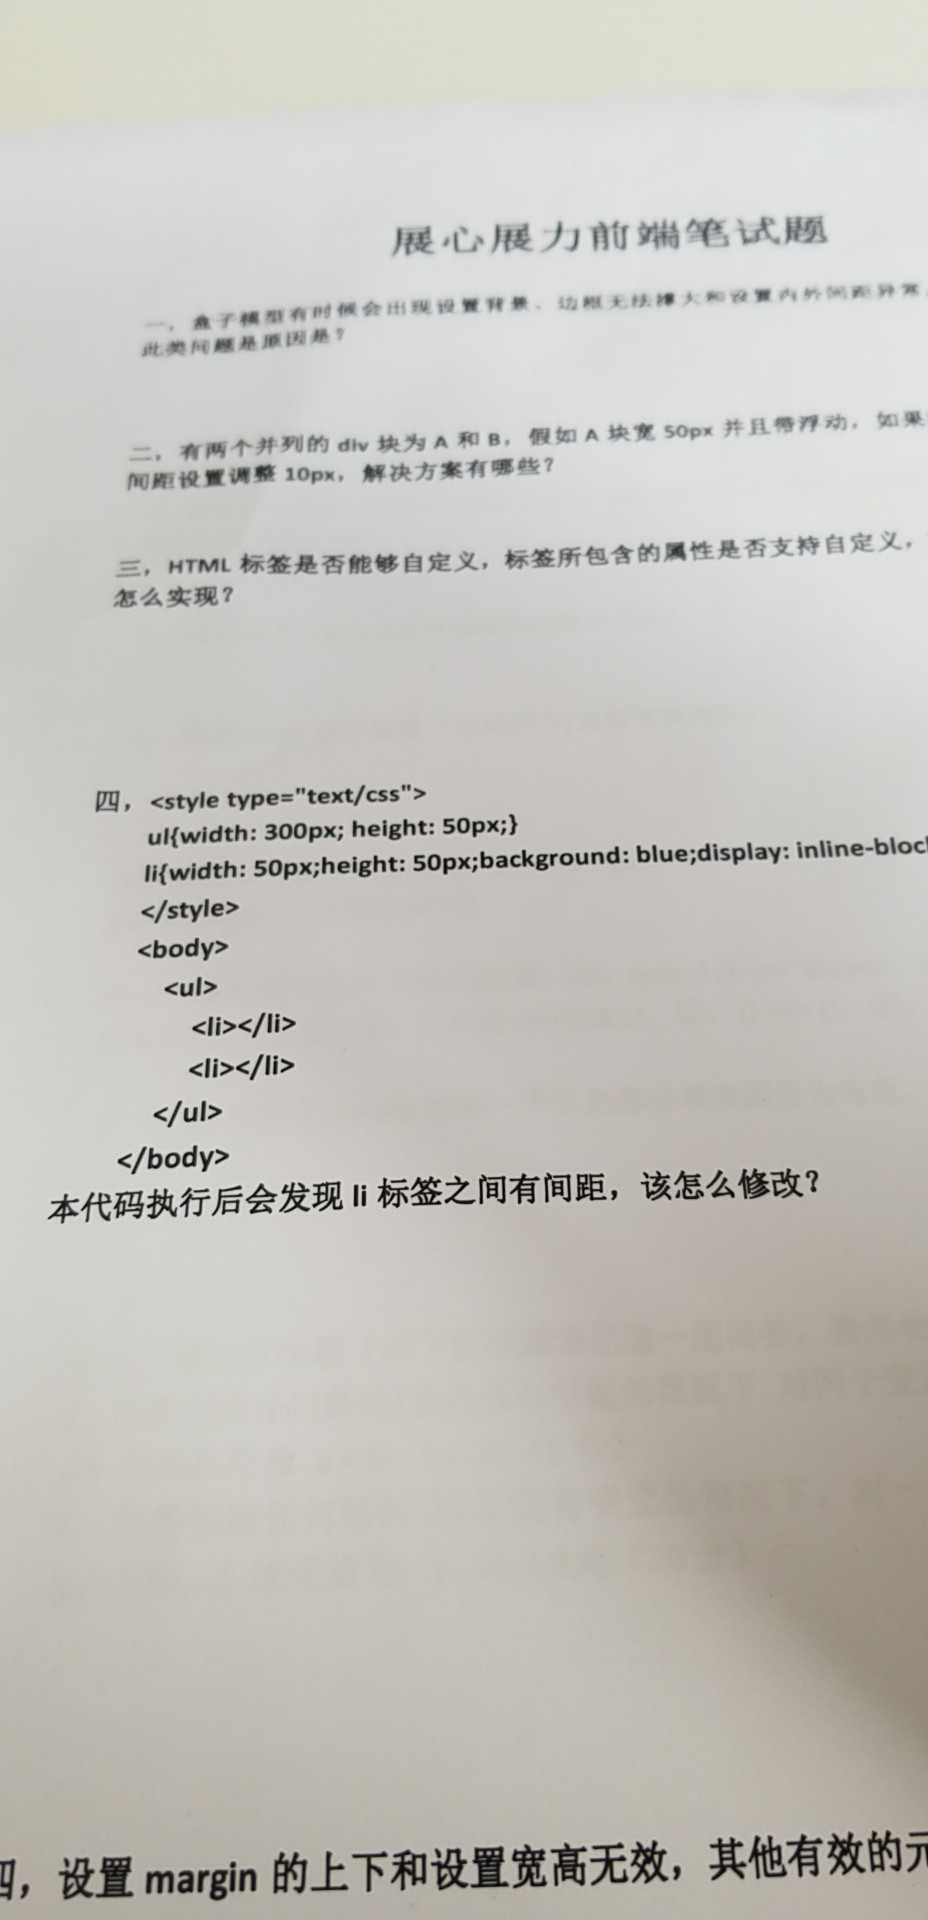 展心展力前端笔试题
一，盒子模型有时候会出现设置背景、边框无法撑大和设置内外间距异常
此类问题是原因是？
二，有两个并列的 div 块为 A 和 B，假如 A 块宽 50px 并且带浮动，如果
间距设置调整 10px，解决方案有哪些？
三，HTML 标签是否能够自定义，标签所包含的属性是否支持自定义，
怎么实现？
四，<style type="text/css">
ul{width: 300px; height: 50px;}
li{width: 50px;height: 50px;background: blue;display: inline-bloc
</style>
<body>
<ul>
<li></li>
<li></li>
</ul>
</body>
本代码执行后会发现 li 标签之间有间距，该怎么修改？
四，设置 margin 的上下和设置宽高无效，其他有效的元